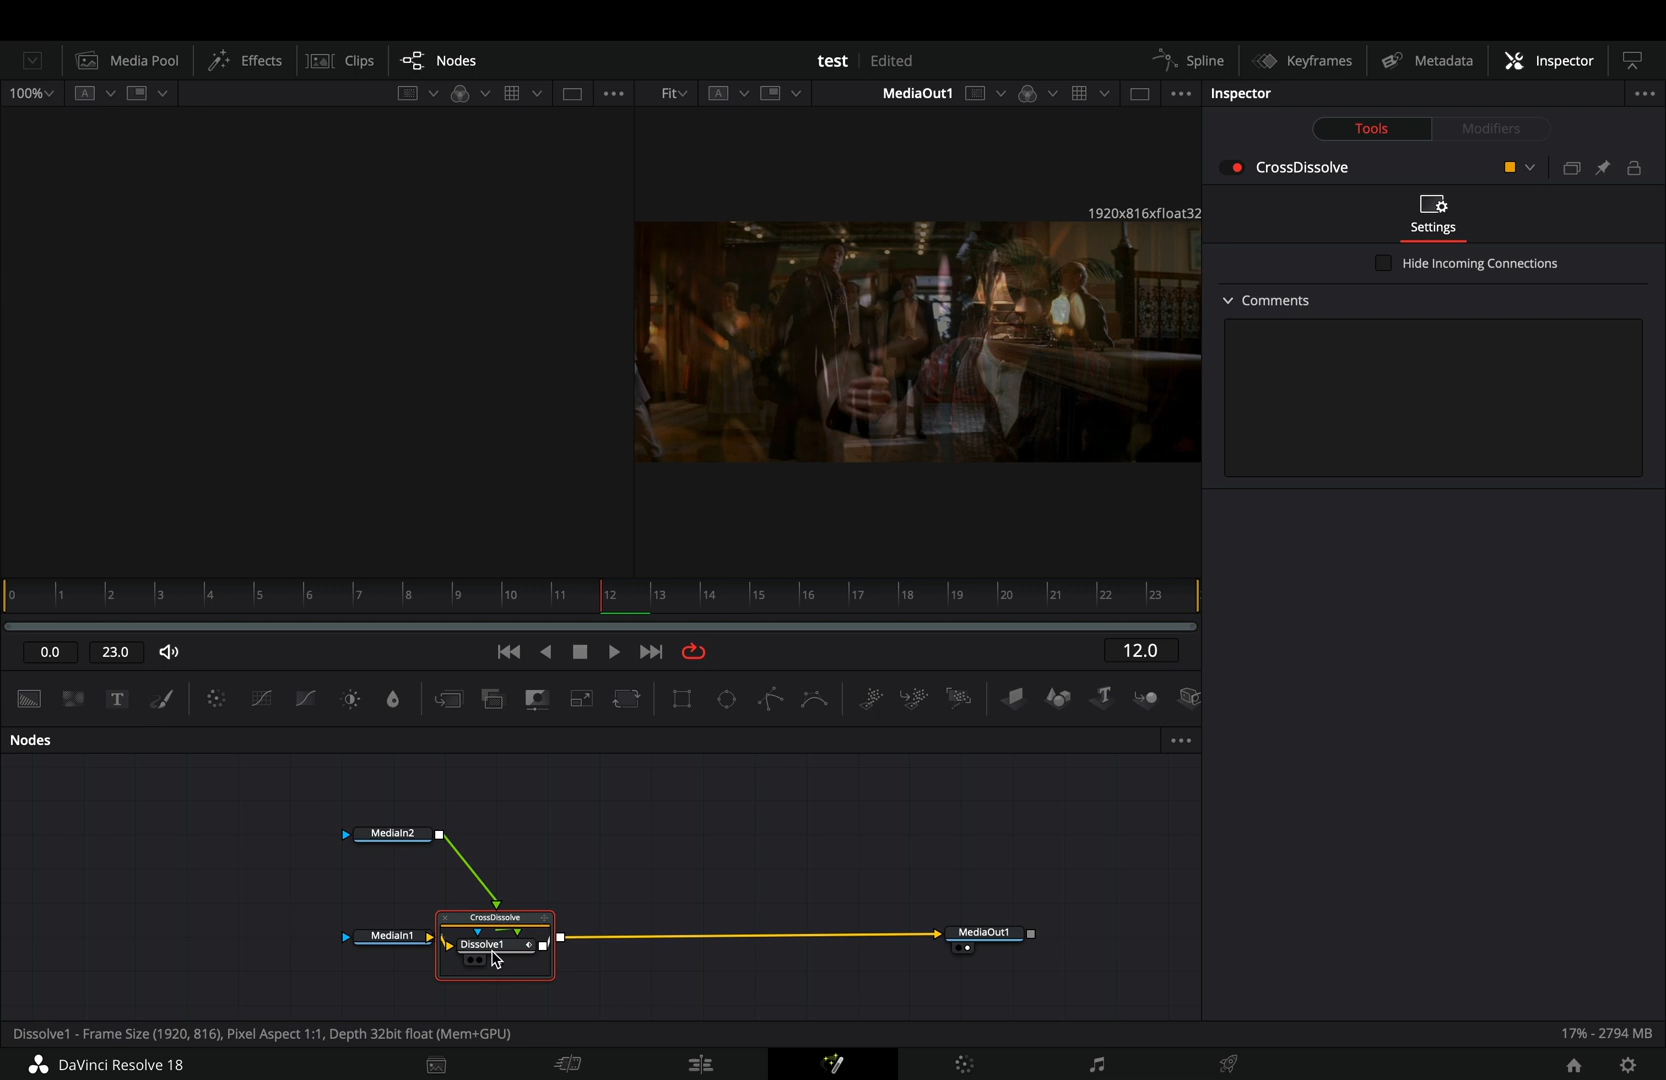 Media Pool Effects Clips Nodes test Edited Spline Keyframes Metadata Inspector
100% A Fit A MediaOut1 Inspector
Tools Modifiers
CrossDissolve
1920x816xfloat32
Settings
Hide Incoming Connections
Comments
0 1 2 3 4 5 6 7 8 9 10 11 12 13 14 15 16 17 18 19 20 21 22 23
0.0 23.0 12.0
T T
Nodes
MediaIn2
CrossDissolve
MediaIn1 Dissolve1 MediaOut1
Dissolve1 - Frame Size (1920, 816), Pixel Aspect 1:1, Depth 32bit float (Mem+GPU) 17% - 2794 MB
DaVinci Resolve 18